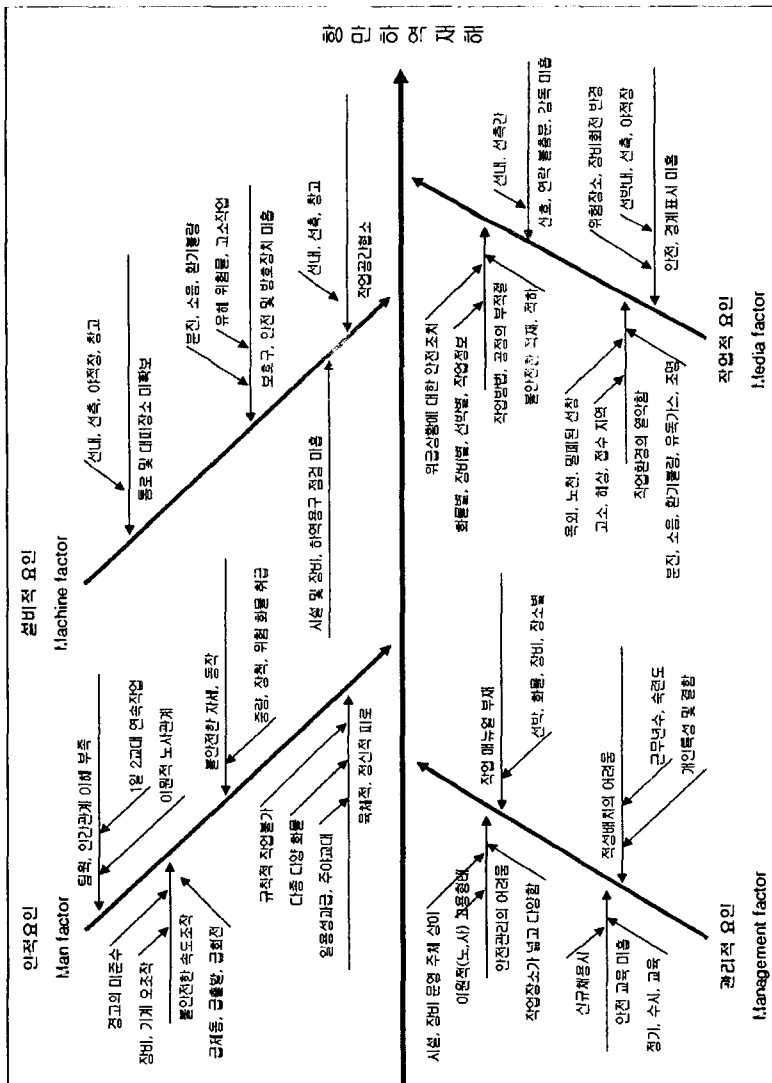 항만하역재해
인적요인
Man factor
팀웍, 인간관계 이해 부족
1일 2교대 연속작업
이원적 노사관계
불안전한 자세, 동작
중량, 장척, 위험 화물 취급
경고의 미준수
장비, 기계 오조작
불안전한 속도조작
급제동, 급출발, 급회전
규칙적 작업불가
다종 다양 화물
육체적, 정신적 피로
일용성과급, 주야교대
설비적 요인
Machine factor
선내, 선측, 야적장, 창고
통로 및 대피장소 미확보
분진, 소음, 환기불량
유해 위험물, 고소작업
보호구, 안전 및 방호장치 미흡
선내, 선측, 창고
작업공간협소
시설 및 장비, 하역용구 점검 미흡
관리적 요인
Management factor
시설, 장비 운영 주체 상이
이원적(노,사) 고용형태
안전관리의 어려움
작업장소가 넓고 다양함
작업 매뉴얼 부재
선박, 화물, 장비, 장소별
신규채용시
안전 교육 미흡
정기, 수시, 교육
적성배치의 어려움
근무년수, 숙련도
개인특성 및 결함
작업적 요인
Media factor
위급상황에 대한 안전조치
화물별, 장비별, 선박별, 작업정보
작업방법, 공정의 부적절
불안전한 적재, 적하
선내, 선측간
신호, 연락 불충분, 감독 미흡
옥외, 노천, 밀폐된 선창
고소, 해상, 접수 지역
작업환경의 열악함
분진, 소음, 환기불량, 유독가스, 조명
위험장소, 장비회전 반경
선박내, 선측, 야적장
안전, 경계표시 미흡